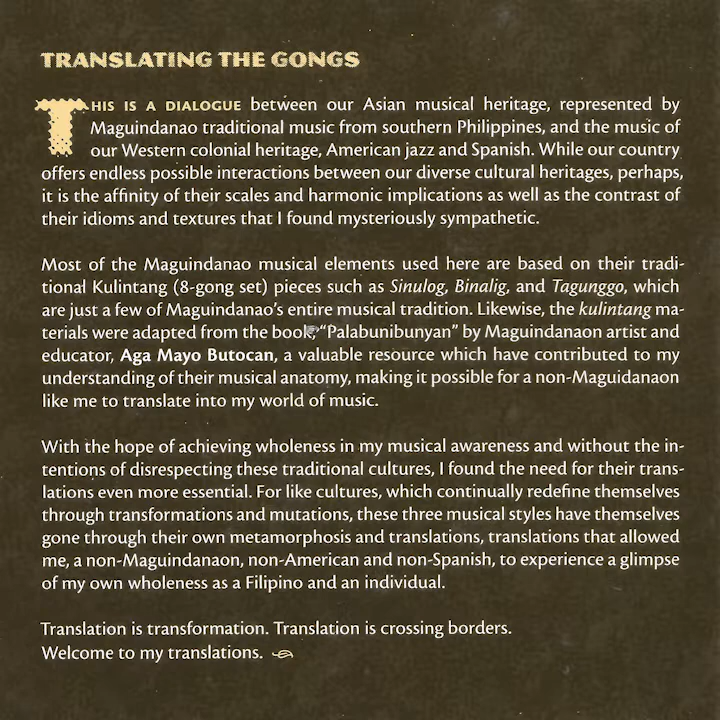 TRANSLATING THE GONGS
THIS IS A DIALOGUE between our Asian musical heritage, represented by
Maguindanao traditional music from southern Philippines, and the music of
our Western colonial heritage, American jazz and Spanish. While our country
offers endless possible interactions between our diverse cultural heritages, perhaps,
it is the affinity of their scales and harmonic implications as well as the contrast of
their idioms and textures that I found mysteriously sympathetic.
Most of the Maguindanao musical elements used here are based on their tradi-
tional Kulintang (8-gong set) pieces such as Sinulog, Binalig, and Tagunggo, which
are just a few of Maguindanao's entire musical tradition. Likewise, the kulintang ma-
terials were adapted from the book, "Palabunibunyan" by Maguindanaon artist and
educator, Aga Mayo Butocan, a valuable resource which have contributed to my
understanding of their musical anatomy, making it possible for a non-Maguidanaon
like me to translate into my world of music.
With the hope of achieving wholeness in my musical awareness and without the in-
tentions of disrespecting these traditional cultures, I found the need for their trans-
lations even more essential. For like cultures, which continually redefine themselves
through transformations and mutations, these three musical styles have themselves
gone through their own metamorphosis and translations, translations that allowed
me, a non-Maguindanaon, non-American and non-Spanish, to experience a glimpse
of my own wholeness as a Filipino and an individual.
Translation is transformation. Translation is crossing borders.
Welcome to my translations.